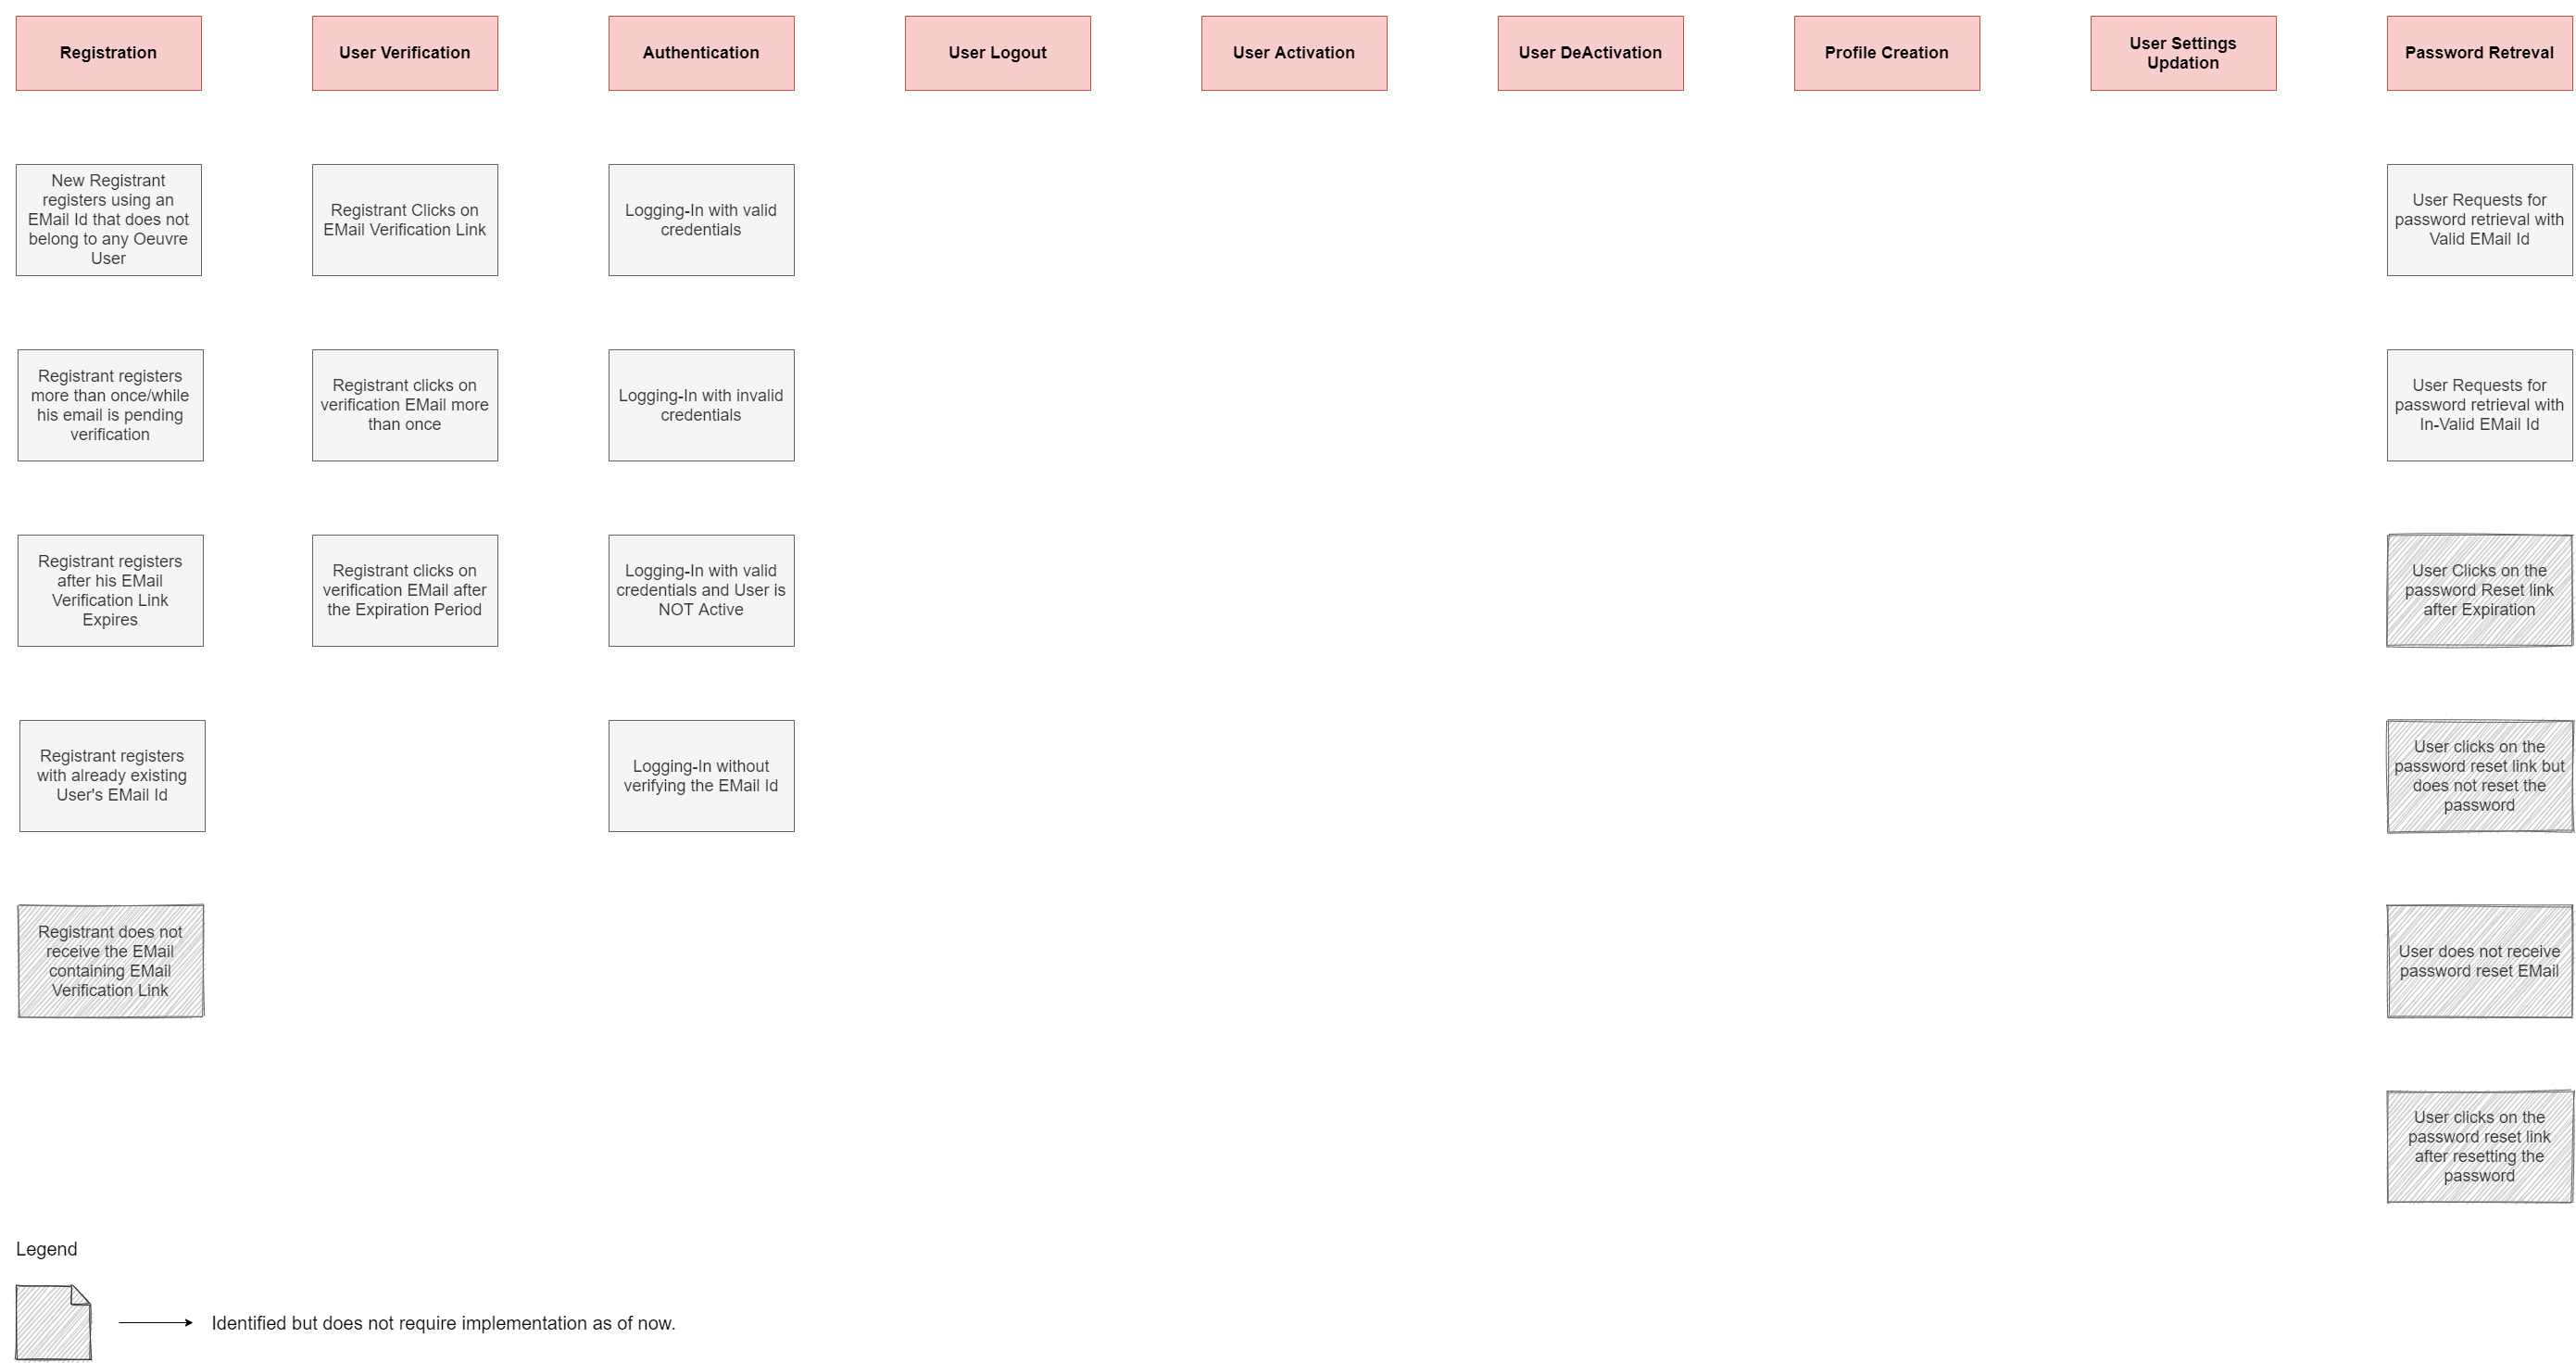 Registration
User Verification
Authentication
User Logout
User Activation
User DeActivation
Profile Creation
User Settings
Updation
Password Retreval
New Registrant
registers using an
EMail Id that does not
belong to any Oeuvre
User
Registrant Clicks on
EMail Verification Link
Logging-In with valid
credentials
User Requests for
password retrieval with
Valid EMail Id
Registrant registers
more than once/while
his email is pending
verification
Registrant clicks on
verification EMail more
than once
Logging-In with invalid
credentials
User Requests for
password retrieval with
In-Valid EMail Id
Registrant registers
after his EMail
Verification Link
Expires
Registrant clicks on
verification EMail after
the Expiration Period
Logging-In with valid
credentials and User is
NOT Active
User Clicks on the
password Reset link
after Expiration
Registrant registers
with already existing
User's EMail Id
Logging-In without
verifying the EMail Id
User clicks on the
password reset link but
does not reset the
password
Registrant does not
receive the EMail
containing EMail
Verification Link
User does not receive
password reset EMail
User clicks on the
password reset link
after resetting the
password
Legend
Identified but does not require implementation as of now.